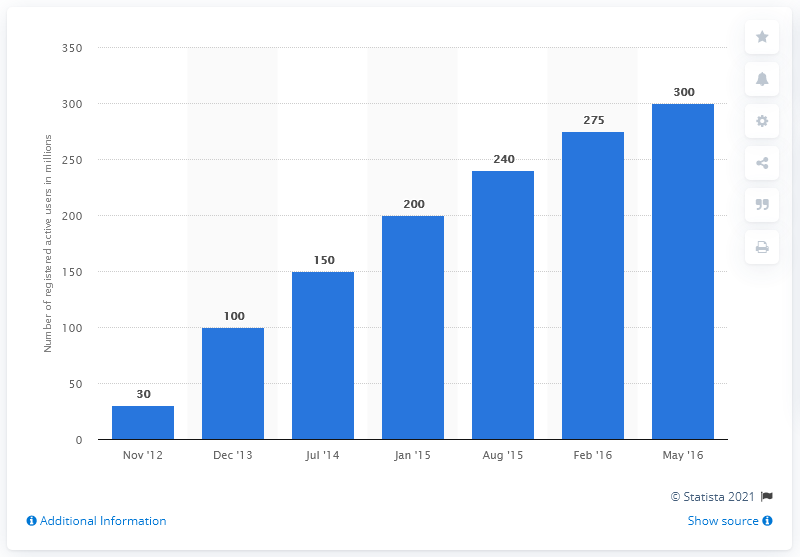 350
300
250
200
150
100
50
0
Number of registered active users in millions
30
100
150
200
240
275
300
Nov '12
Dec '13
Jul '14
Jan '15
Aug '15
Feb '16
May '16
© Statista 2021
Additional Information
Show source